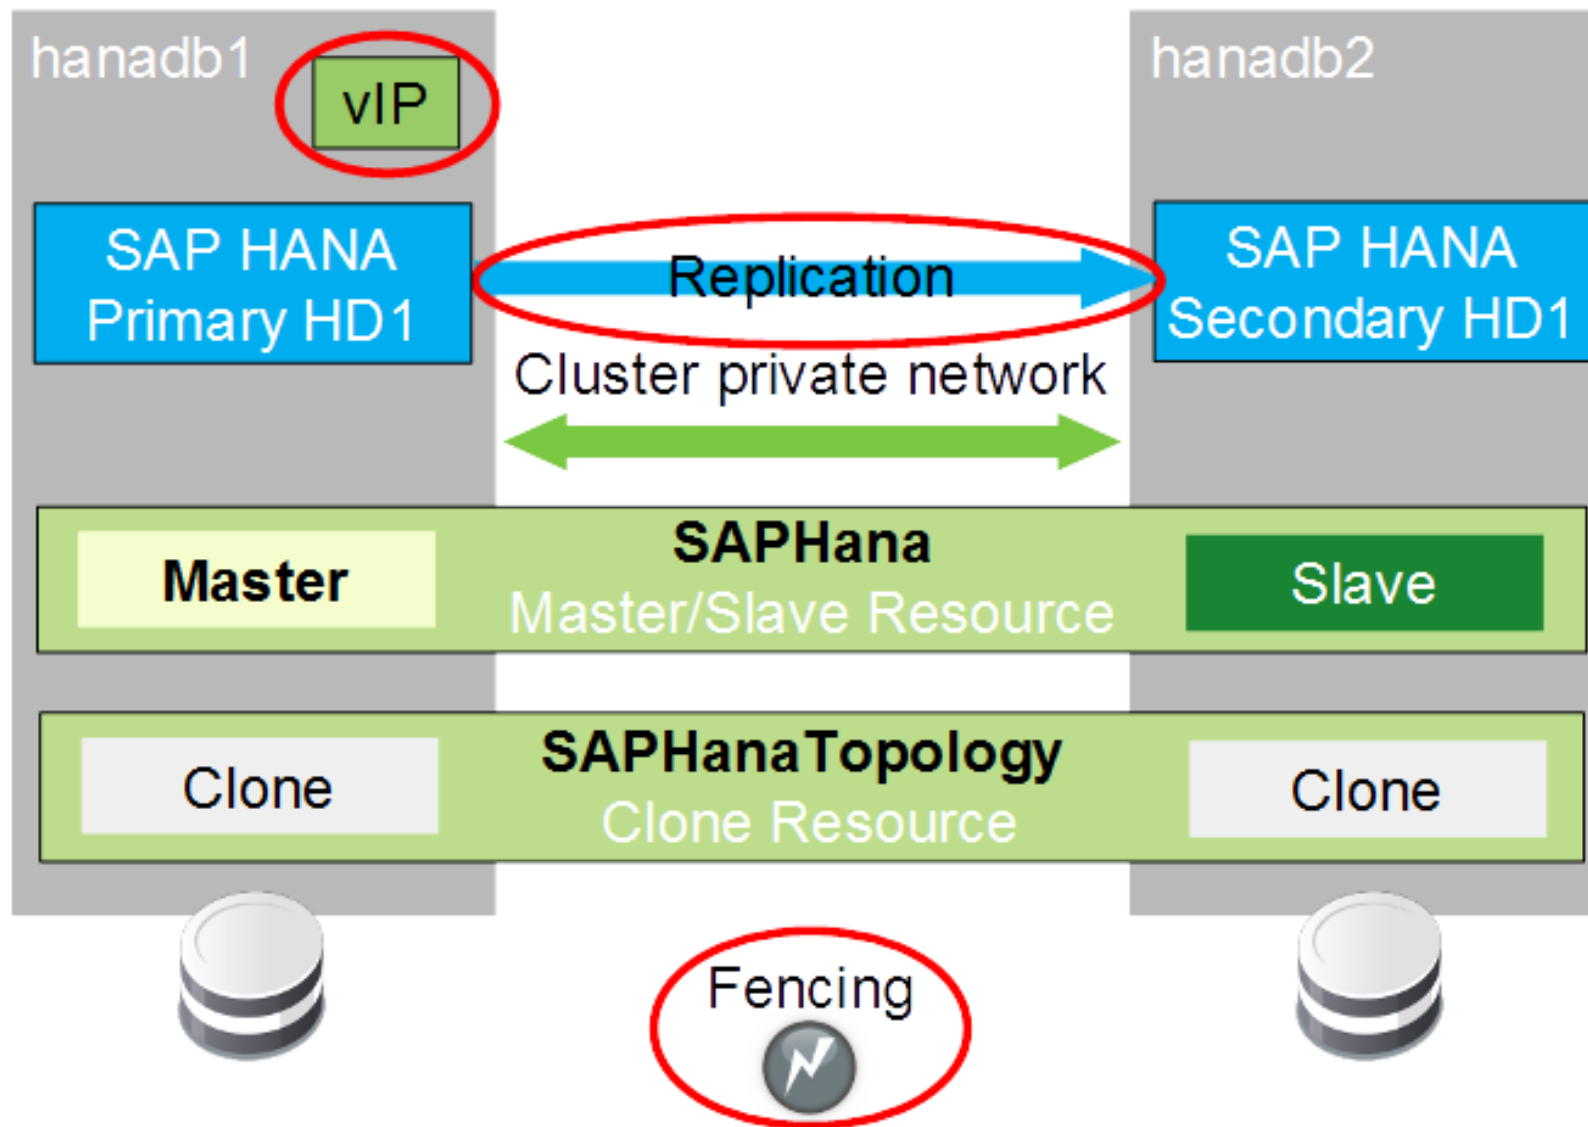 hanadb1
vIP
hanadb2
SAP HANA
Primary HD1
Replication
SAP HANA
Secondary HD1
Cluster private network
Master
SAPHana
Master/Slave Resource
Slave
Clone
SAPHanaTopology
Clone Resource
Clone
Fencing